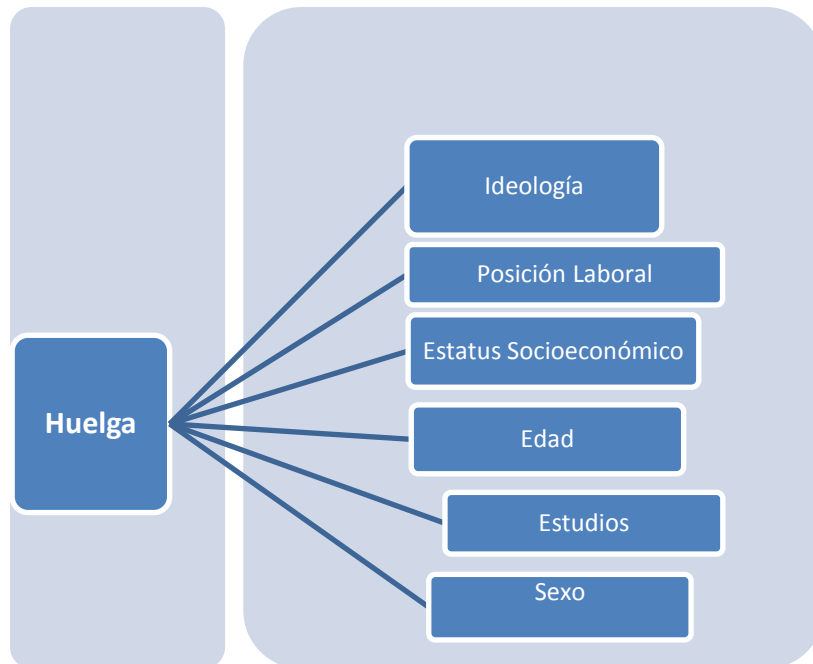 Huelga
Ideología
Posición Laboral
Estatus Socioeconómico
Edad
Estudios
Sexo